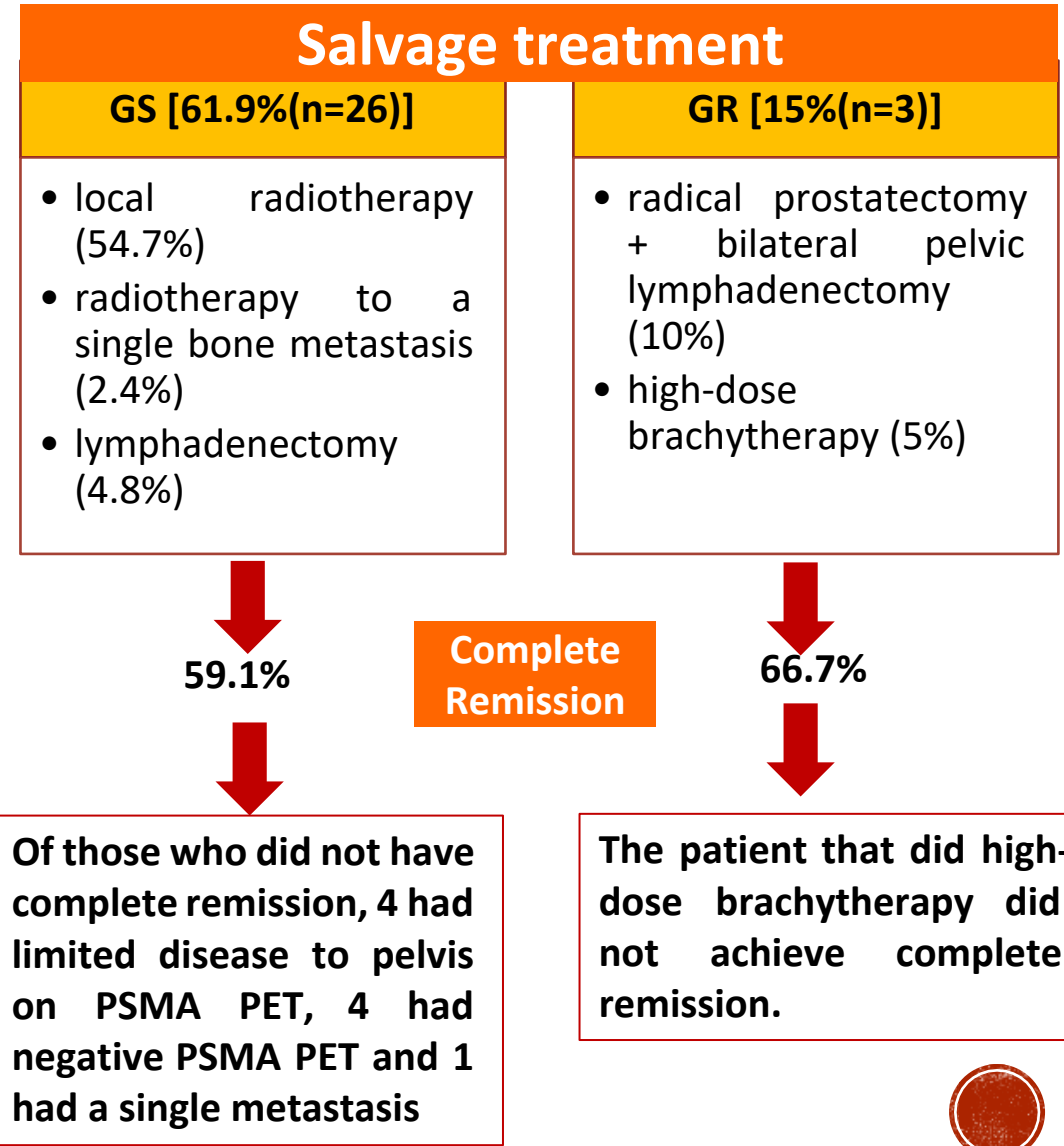 Salvage treatment
GS [61.9%(n=26)]
• local radiotherapy
(54.7%)
• radiotherapy to a
single bone metastasis
(2.4%)
• lymphadenectomy
(4.8%)
GR [15%(n=3)]
• radical prostatectomy
+ bilateral pelvic
lymphadenectomy
(10%)
• high-dose
brachytherapy (5%)
59.1%
Complete
Remission
66.7%
Of those who did not have
complete remission, 4 had
limited disease to pelvis
on PSMA PET, 4 had
negative PSMA PET and 1
had a single metastasis
The patient that did high-
dose brachytherapy did
not achieve complete
remission.